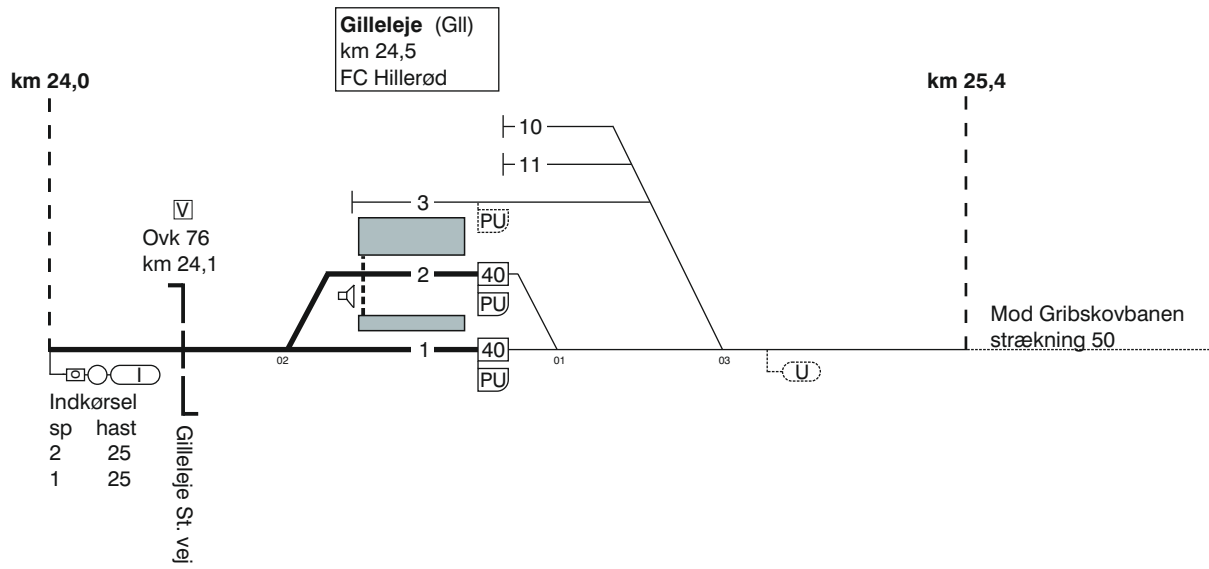 Gilleleje (Gll)
km 24,5
FC Hillerød
km 24,0
km 25,4
10
11
3
PU
V
Ovk 76
km 24,1
2
40
PU
Mod Gribskovbanen
strækning 50
1
40
02
01
03
PU
U
I
Indkørsel
sp hast
2 25
1 25
Gilleleje St. vej